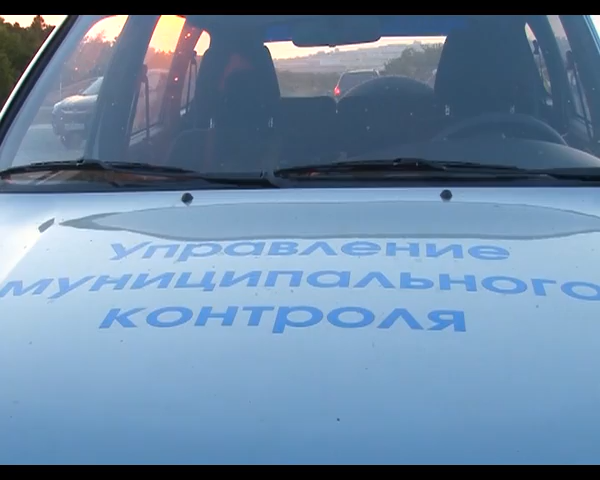 управление
муниципального
контроля